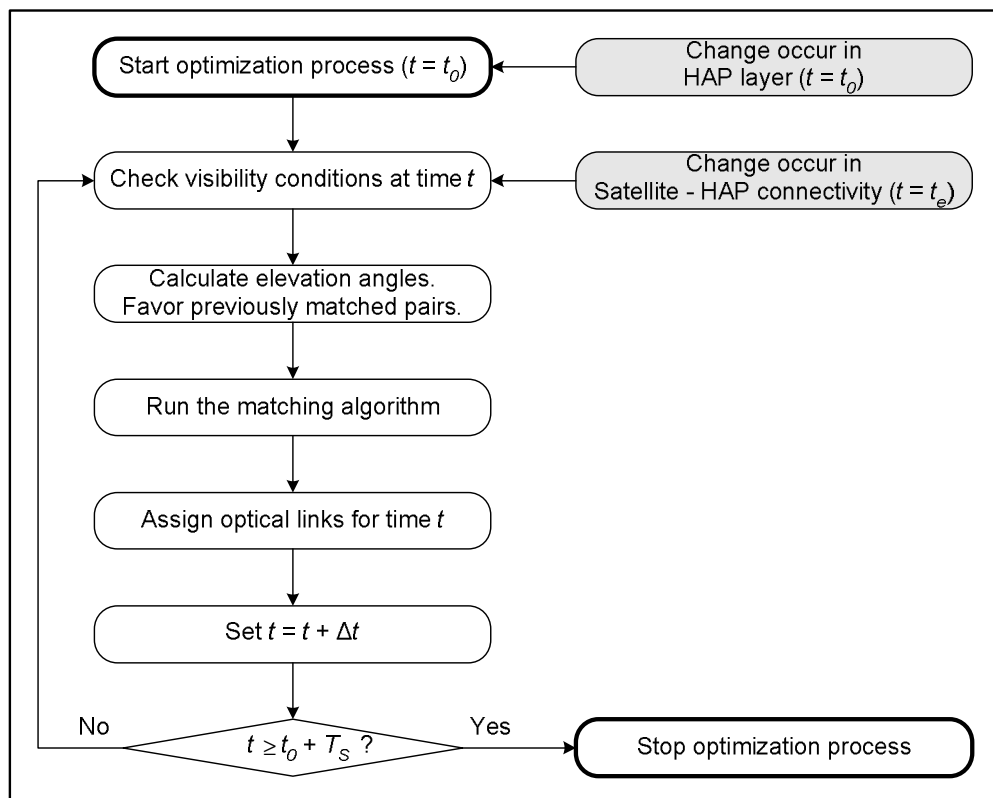 Start optimization process (t = t0)
Change occur in
HAP layer (t = t0)
Check visibility conditions at time t
Change occur in
Satellite - HAP connectivity (t = te)
Calculate elevation angles.
Favor previously matched pairs.
Run the matching algorithm
Assign optical links for time t
Set t = t + Δt
No
t ≥ t0 + TS ?
Yes
Stop optimization process